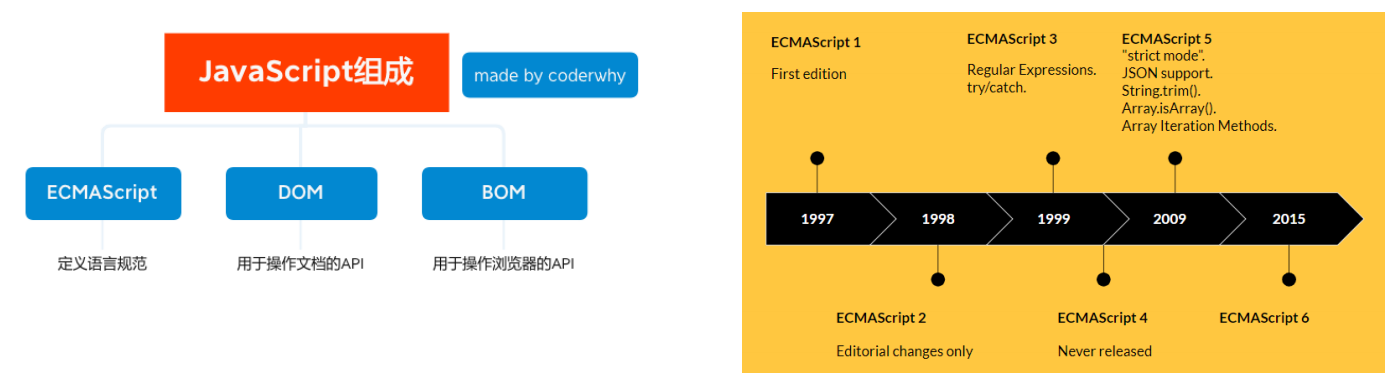 JavaScript组成
made by coderwhy
ECMAScript
DOM
BOM
定义语言规范
用于操作文档的API
用于操作浏览器的API
ECMAScript 1
First edition
ECMAScript 3
Regular Expressions.
try/catch.
ECMAScript 5
"strict mode".
JSON support.
String.trim().
Array.isArray().
Array Iteration Methods.
1997
1998
1999
2009
2015
ECMAScript 2
Editorial changes only
ECMAScript 4
Never released
ECMAScript 6